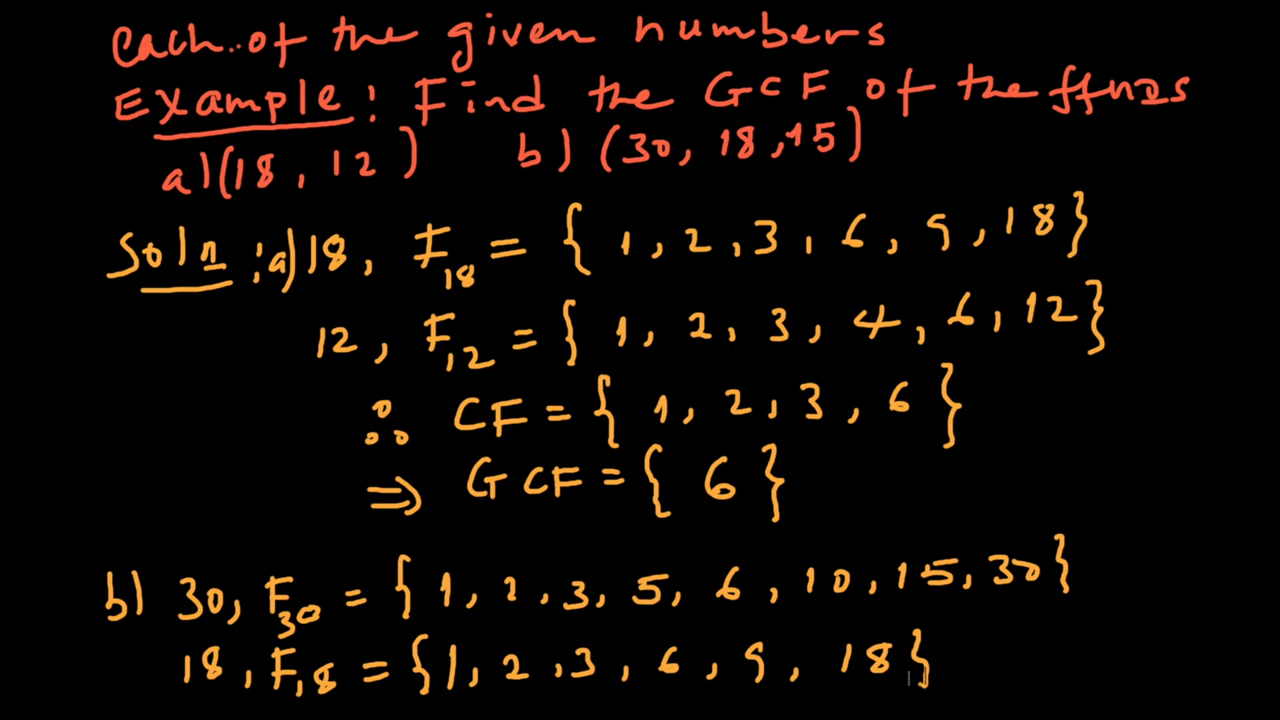 each..of the given numbers
Example: Find the GCF of the ffnos
a)(18, 12) b) (30, 18, 15)
Soln: a) 18, F18 = { 1, 2, 3, 6, 9, 18}
12, F12 = { 1, 2, 3, 4, 6, 12}
∴ CF = { 1, 2, 3, 6 }
⇒ GCF = { 6 }
b) 30, F30 = { 1, 2, 3, 5, 6, 10, 15, 30}
18, F18 = {1, 2, 3, 6, 9, 18}